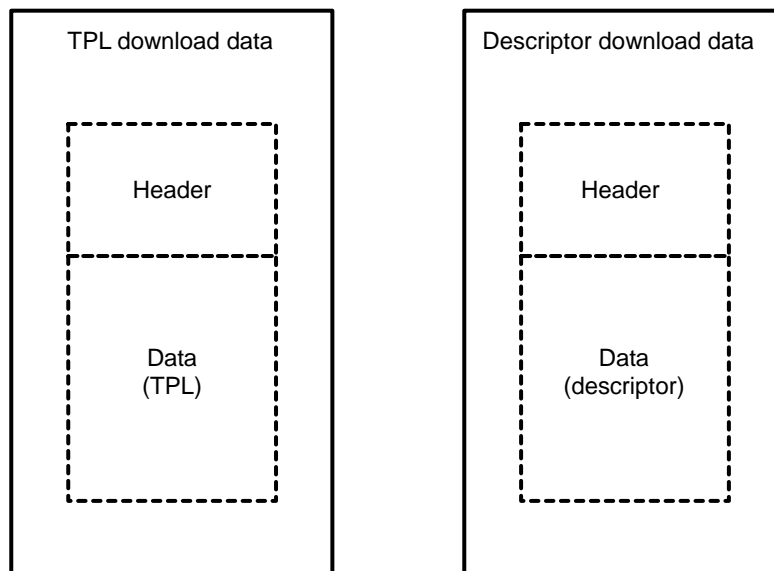 TPL download data
Header
Data
(TPL)
Descriptor download data
Header
Data
(descriptor)